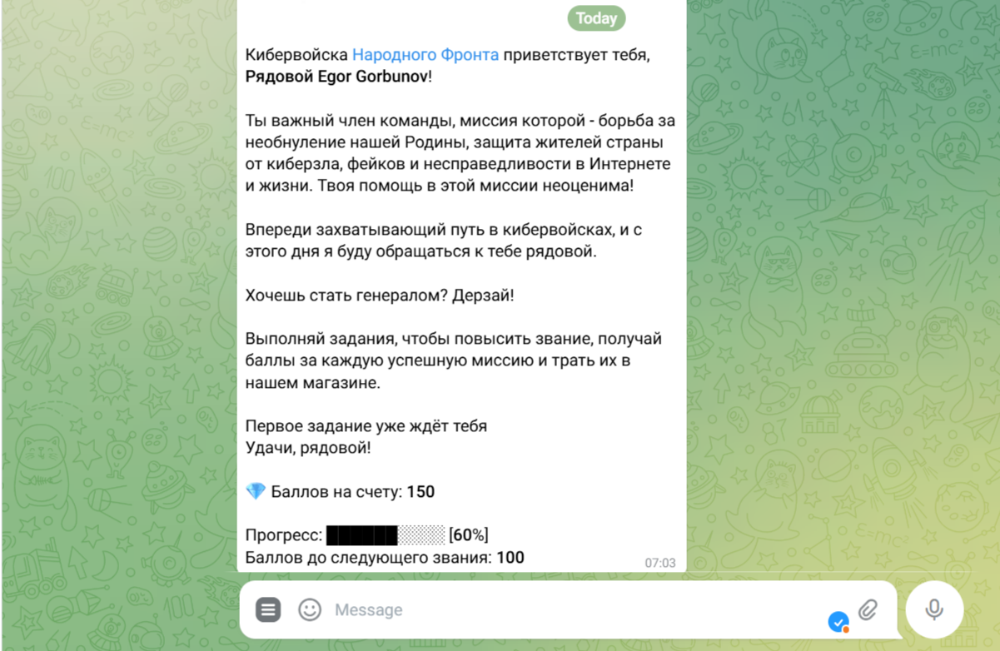 Today
Кибервойска Народного Фронта приветствует тебя,
Рядовой Egor Gorbunov!
Ты важный член команды, миссия которой - борьба за
необнуление нашей Родины, защита жителей страны
от киберзла, фейков и несправедливости в Интернете
и жизни. Твоя помощь в этой миссии неоценима!
Впереди захватывающий путь в кибервойсках, и с
этого дня я буду обращаться к тебе рядовой.
Хочешь стать генералом? Дерзай!
Выполняй задания, чтобы повысить звание, получай
баллы за каждую успешную миссию и трать их в
нашем магазине.
Первое задание уже ждёт тебя
Удачи, рядовой!
💎 Баллов на счету: 150
Прогресс: ██████░░░░ [60%]
Баллов до следующего звания: 100
07:03
Message